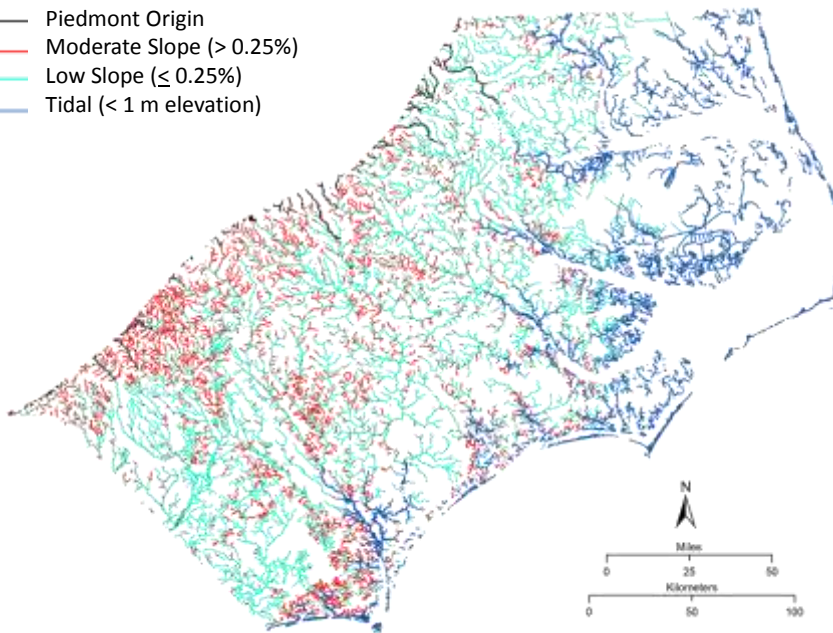 Piedmont Origin
Moderate Slope (> 0.25%)
Low Slope (≤ 0.25%)
Tidal (< 1 m elevation)
N
Miles
0 25 50
Kilometers
0 50 100